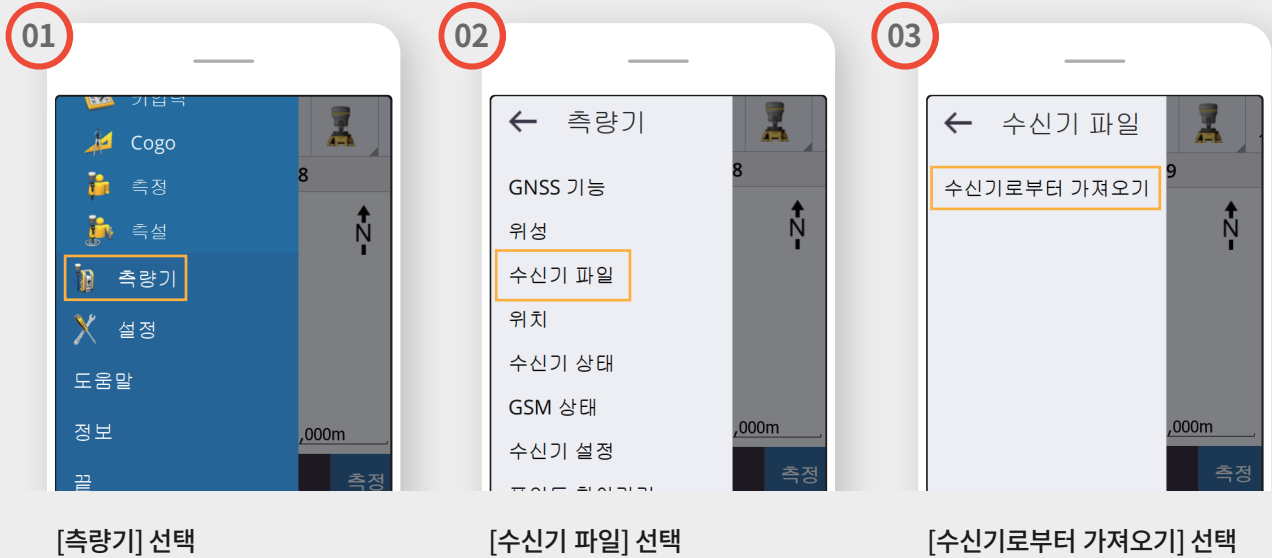 01
Cogo
측정
측설
측량기
설정
도움말
정보
끝
8
N
,000m
측정
[측량기] 선택
02
측량기
GNSS 기능
위성
수신기 파일
위치
수신기 상태
GSM 상태
수신기 설정
8
N
,000m
측정
[수신기 파일] 선택
03
수신기 파일
수신기로부터 가져오기
9
N
,000m
측정
[수신기로부터 가져오기] 선택